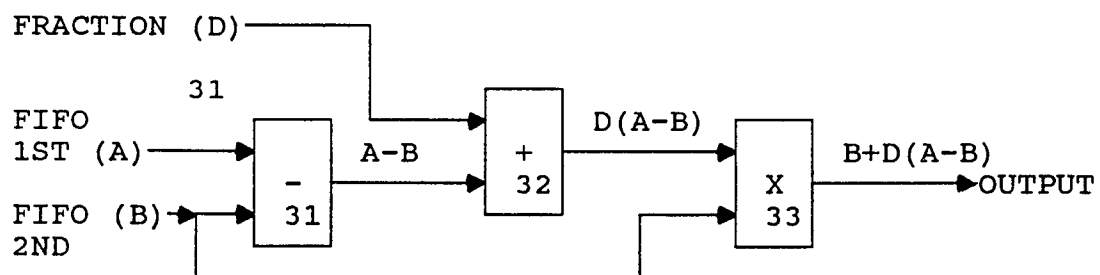 FRACTION (D)
31
FIFO
1ST (A)
FIFO (B)
2ND
-
31
A-B
+
32
D(A-B)
X
33
B+D(A-B)
OUTPUT